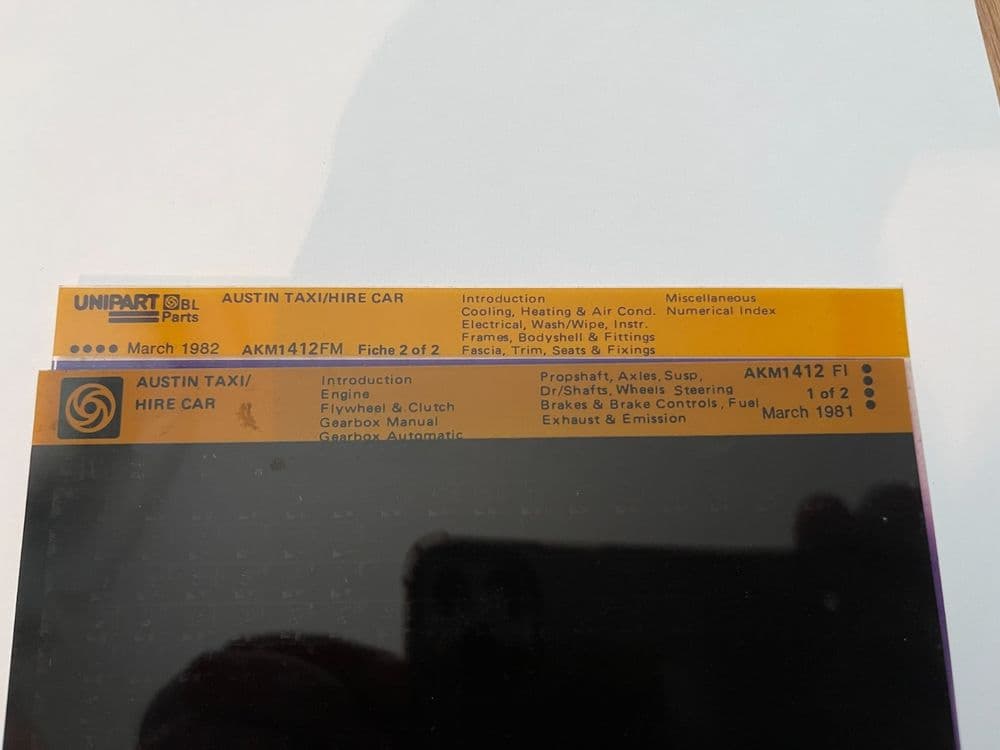 UNIPART BL Parts
AUSTIN TAXI/HIRE CAR
•••• March 1982 AKM1412FM Fiche 2 of 2
Introduction
Cooling, Heating & Air Cond.
Electrical, Wash/Wipe, Instr.
Frames, Bodyshell & Fittings
Fascia, Trim, Seats & Fixings
Miscellaneous
Numerical Index
AUSTIN TAXI/
HIRE CAR
Introduction
Engine
Flywheel & Clutch
Gearbox Manual
Gearbox Automatic
Propshaft, Axles, Susp,
Dr/Shafts, Wheels Steering
Brakes & Brake Controls, Fuel
Exhaust & Emission
AKM1412 FI
1 of 2
March 1981